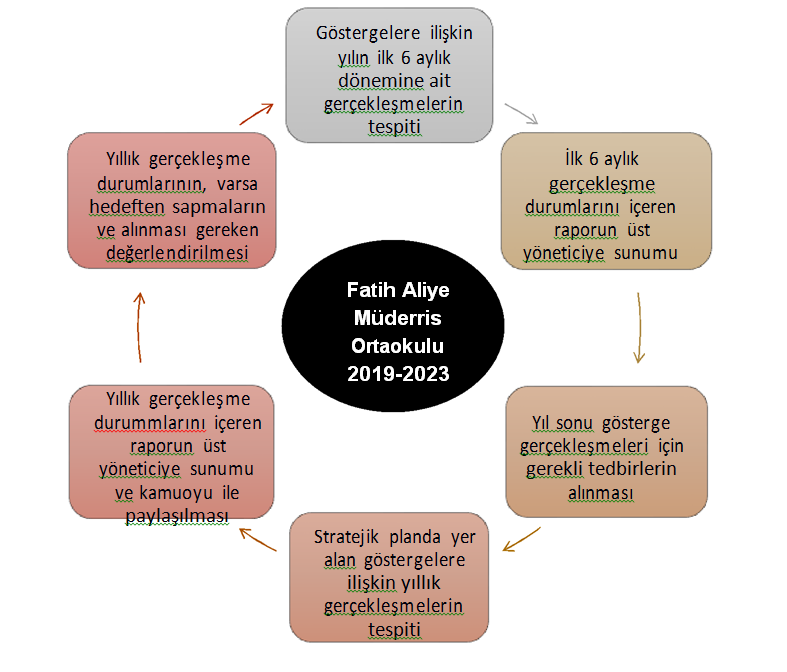 Göstergelere ilişkin
yılın ilk 6 aylık
dönemine ait
gerçekleşmelerin
tespiti
İlk 6 aylık
gerçekleşme
durumlarını içeren
raporun üst
yöneticiye sunumu
Yıl sonu gösterge
gerçekleşmeleri için
gerekli tedbirlerin
alınması
Stratejik planda yer
alan göstergelere
ilişkin yıllık
gerçekleşmelerin
tespiti
Yıllık gerçekleşme
durummlarını içeren
raporun üst
yöneticiye sunumu
ve kamuoyu ile
paylaşılması
Yıllık gerçekleşme
durumlarının, varsa
hedeften sapmaların
ve alınması gereken
değerlendirilmesi
Fatih Aliye
Müderris
Ortaokulu
2019-2023